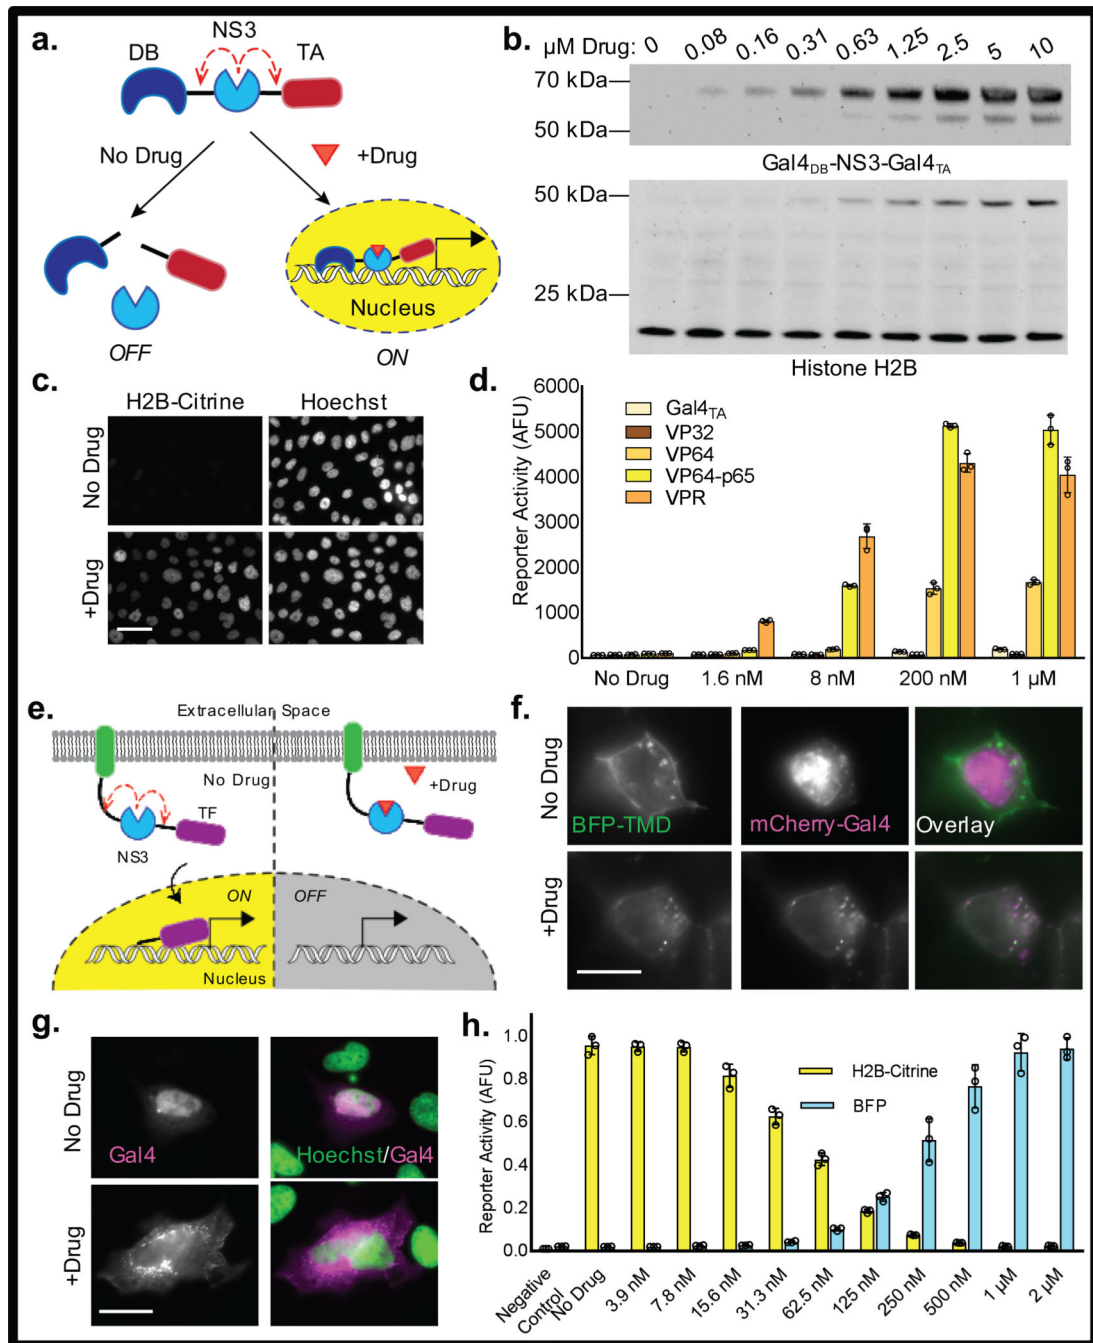 a.
NS3
DB
TA
No Drug
+Drug
OFF
Nucleus
ON
b.
µM Drug: 0 0.08 0.16 0.31 0.63 1.25 2.5 5 10
70 kDa
50 kDa
Gal4DB-NS3-Gal4TA
50 kDa
25 kDa
Histone H2B
c.
H2B-Citrine
Hoechst
No Drug
+Drug
d.
Reporter Activity (AFU)
6000
5000
4000
3000
2000
1000
0
Gal4TA
VP32
VP64
VP64-p65
VPR
No Drug 1.6 nM 8 nM 200 nM 1 µM
e.
Extracellular Space
No Drug
+Drug
TF
NS3
ON
OFF
Nucleus
f.
No Drug
BFP-TMD
mCherry-Gal4
Overlay
+Drug
g.
No Drug
Gal4
Hoechst/Gal4
+Drug
h.
Reporter Activity (AFU)
1.0
0.8
0.6
0.4
0.2
0.0
H2B-Citrine
BFP
Negative
Control
No Drug
3.9 nM
7.8 nM
15.6 nM
31.3 nM
62.5 nM
125 nM
250 nM
500 nM
1 µM
2 µM